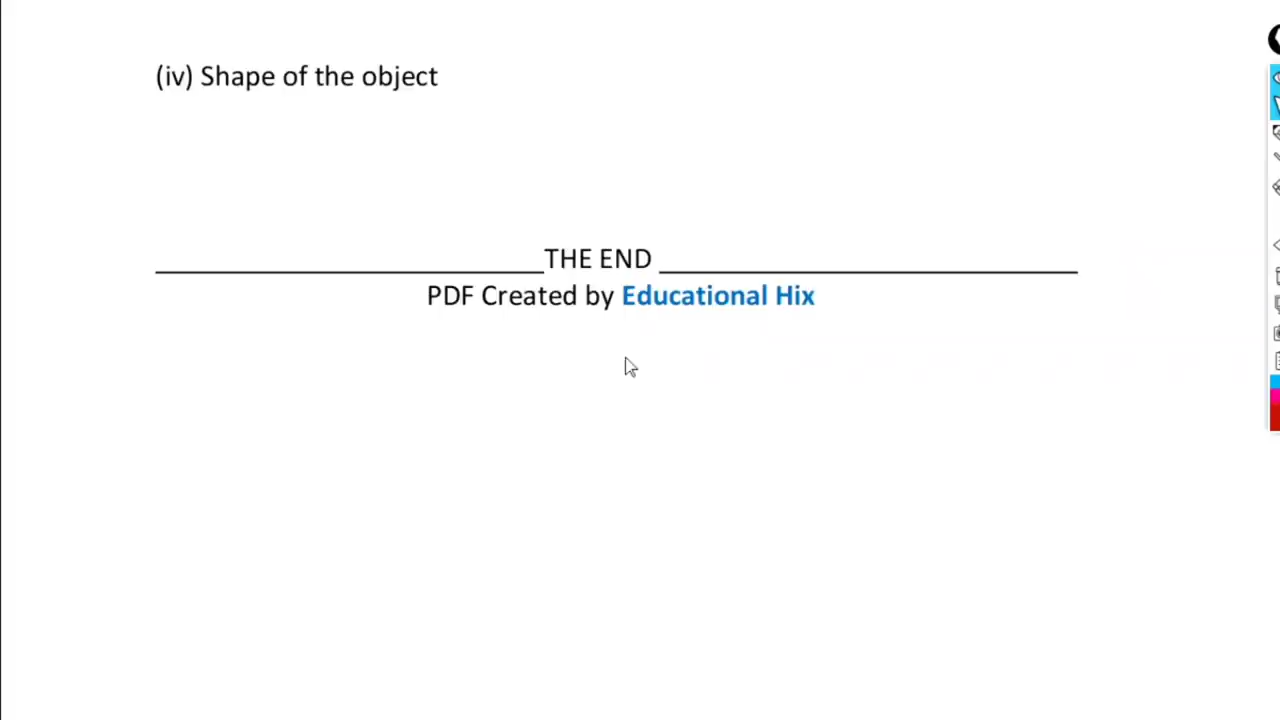 (iv) Shape of the object
THE END
PDF Created by Educational Hix